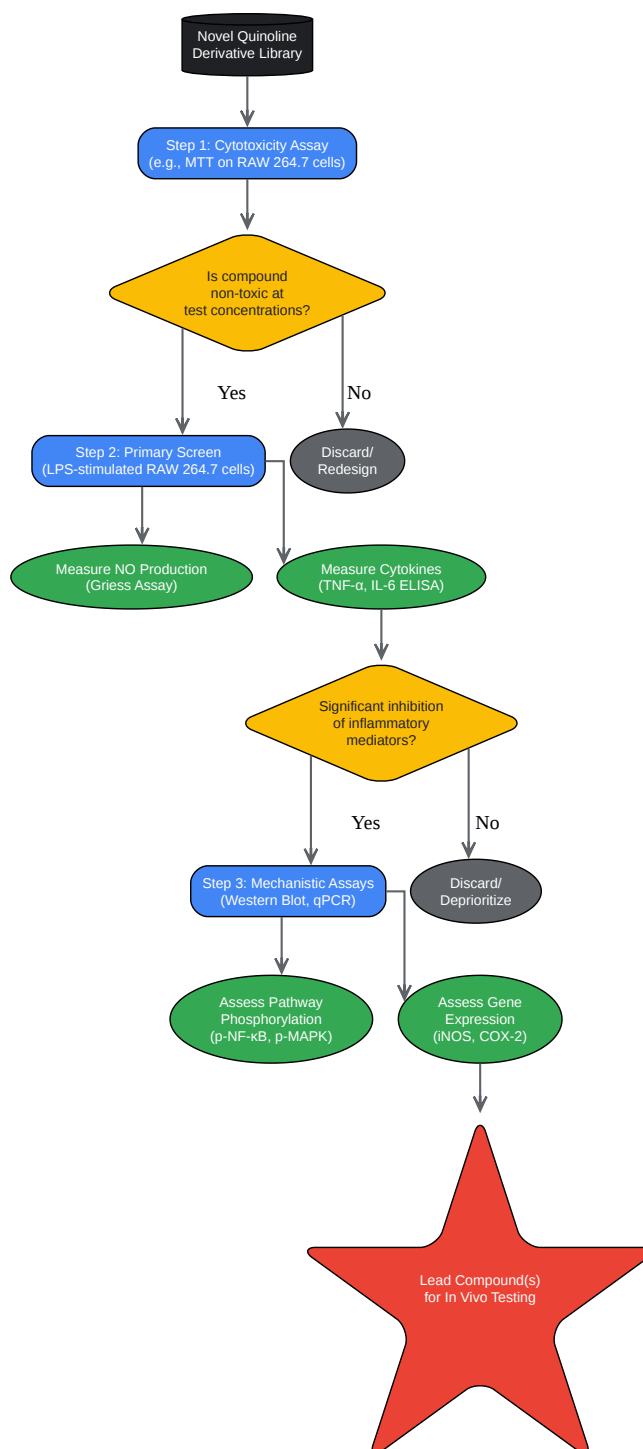 Novel Quinoline
Derivative Library
Step 1: Cytotoxicity Assay
(e.g., MTT on RAW 264.7 cells)
Is compound
non-toxic at
test concentrations?
Yes
No
Step 2: Primary Screen
(LPS-stimulated RAW 264.7 cells)
Discard/
Redesign
Measure NO Production
(Griess Assay)
Measure Cytokines
(TNF-α, IL-6 ELISA)
Significant inhibition
of inflammatory
mediators?
Yes
No
Step 3: Mechanistic Assays
(Western Blot, qPCR)
Discard/
Deprioritize
Assess Pathway
Phosphorylation
(p-NF-κB, p-MAPK)
Assess Gene
Expression
(iNOS, COX-2)
Lead Compound(s)
for In Vivo Testing